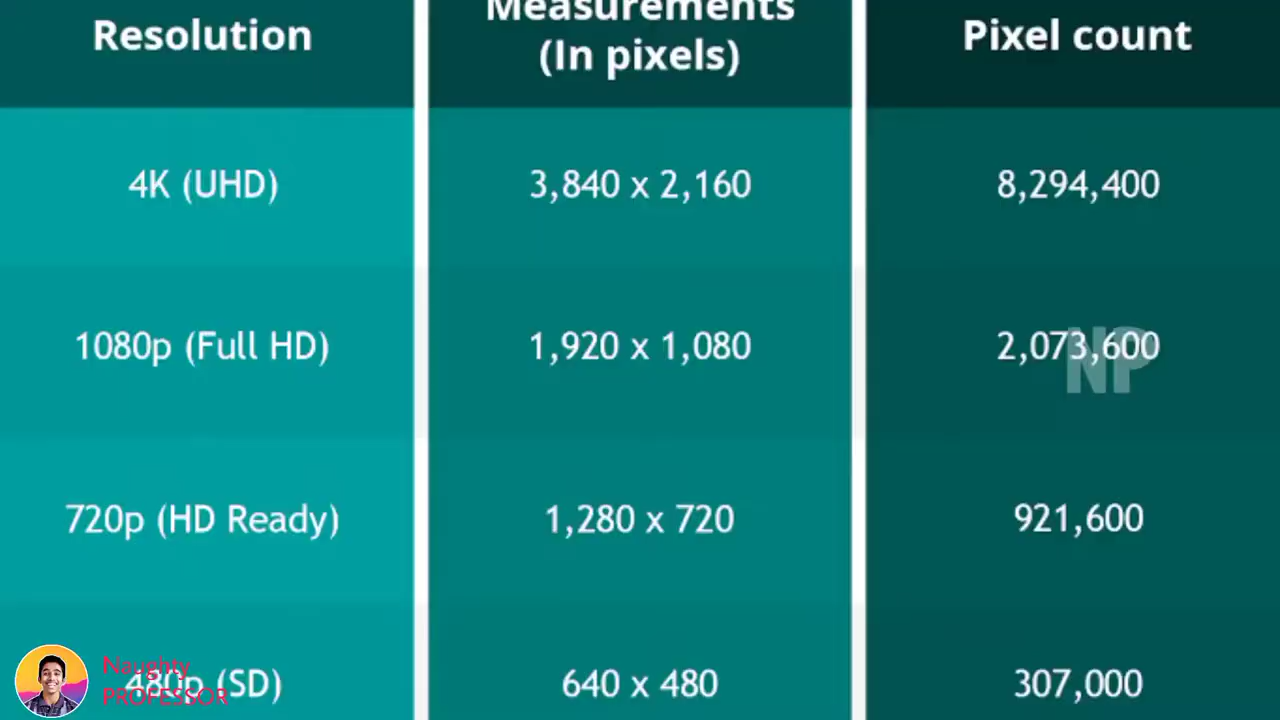 Resolution
Measurements
(In pixels)
Pixel count
4K (UHD)
3,840 x 2,160
8,294,400
1080p (Full HD)
1,920 x 1,080
2,073,600
NP
720p (HD Ready)
1,280 x 720
921,600
480p (SD)
640 x 480
307,000
Naughty
PROFESSOR